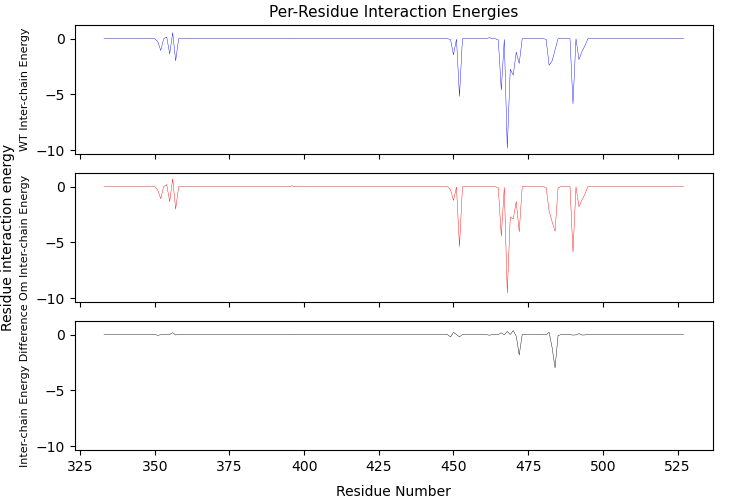 Per-Residue Interaction Energies
Residue interaction energy
WT Inter-chain Energy
0
−5
−10
Om Inter-chain Energy
0
−5
−10
Inter-chain Energy Difference
0
−5
−10
325 350 375 400 425 450 475 500 525
Residue Number